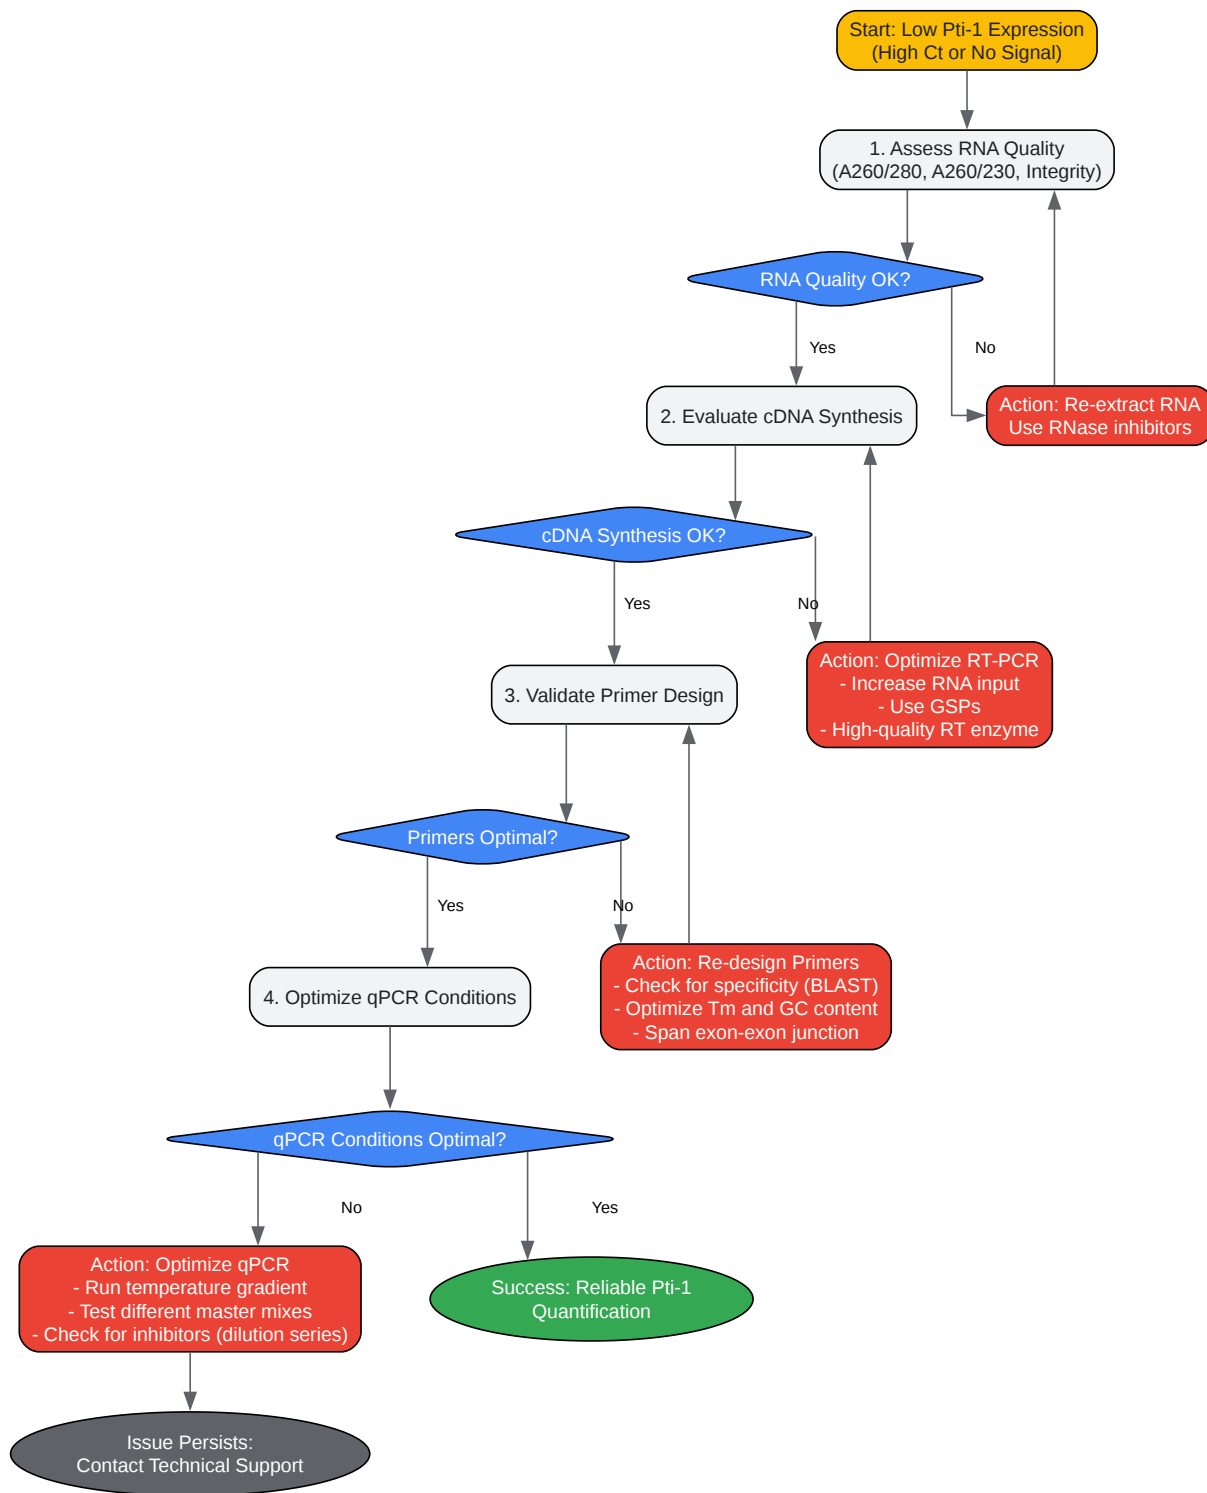 Start: Low Pti-1 Expression
(High Ct or No Signal)
1. Assess RNA Quality
(A260/280, A260/230, Integrity)
RNA Quality OK?
Yes
No
2. Evaluate cDNA Synthesis
Action: Re-extract RNA
Use RNase inhibitors
cDNA Synthesis OK?
Yes
No
3. Validate Primer Design
Action: Optimize RT-PCR
- Increase RNA input
- Use GSPs
- High-quality RT enzyme
Primers Optimal?
Yes
No
4. Optimize qPCR Conditions
Action: Re-design Primers
- Check for specificity (BLAST)
- Optimize Tm and GC content
- Span exon-exon junction
qPCR Conditions Optimal?
No
Yes
Action: Optimize qPCR
- Run temperature gradient
- Test different master mixes
- Check for inhibitors (dilution series)
Success: Reliable Pti-1
Quantification
Issue Persists:
Contact Technical Support